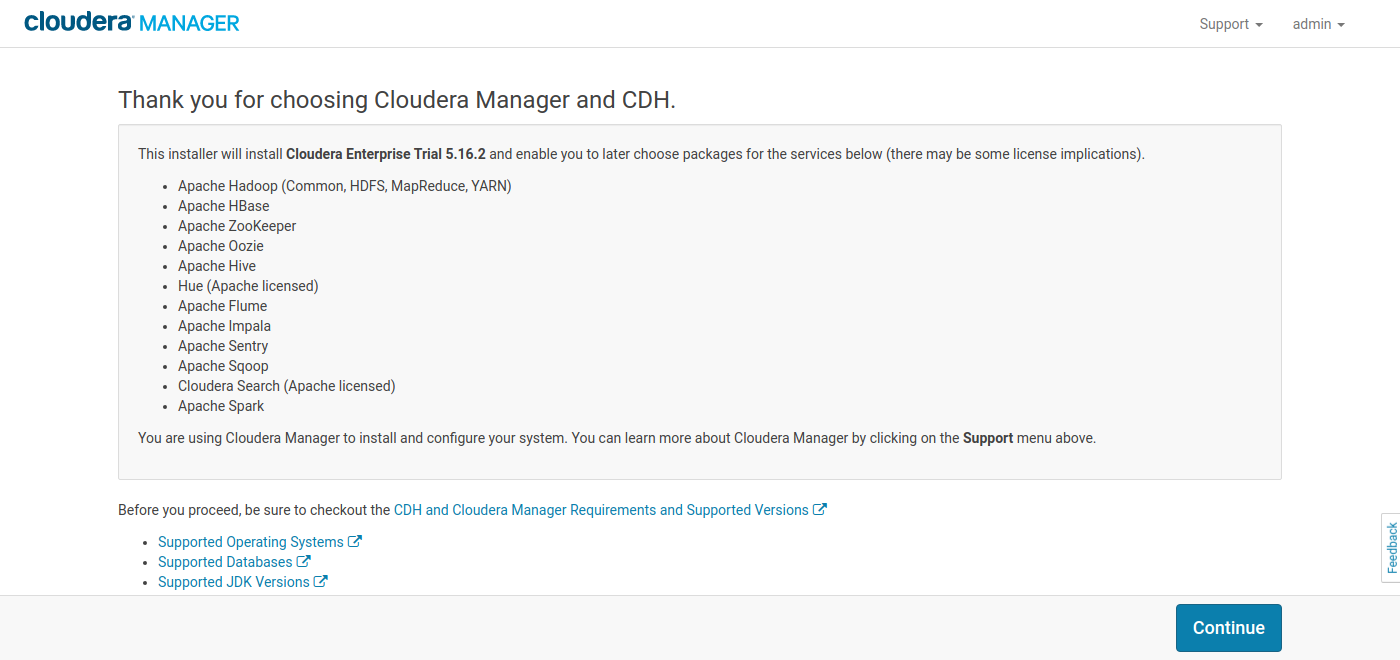 cloudera MANAGER
Support
admin
Thank you for choosing Cloudera Manager and CDH.
This installer will install Cloudera Enterprise Trial 5.16.2 and enable you to later choose packages for the services below (there may be some license implications).
• Apache Hadoop (Common, HDFS, MapReduce, YARN)
• Apache HBase
• Apache ZooKeeper
• Apache Oozie
• Apache Hive
• Hue (Apache licensed)
• Apache Flume
• Apache Impala
• Apache Sentry
• Apache Sqoop
• Cloudera Search (Apache licensed)
• Apache Spark
You are using Cloudera Manager to install and configure your system. You can learn more about Cloudera Manager by clicking on the Support menu above.
Before you proceed, be sure to checkout the CDH and Cloudera Manager Requirements and Supported Versions
• Supported Operating Systems
• Supported Databases
• Supported JDK Versions
Feedback
Continue